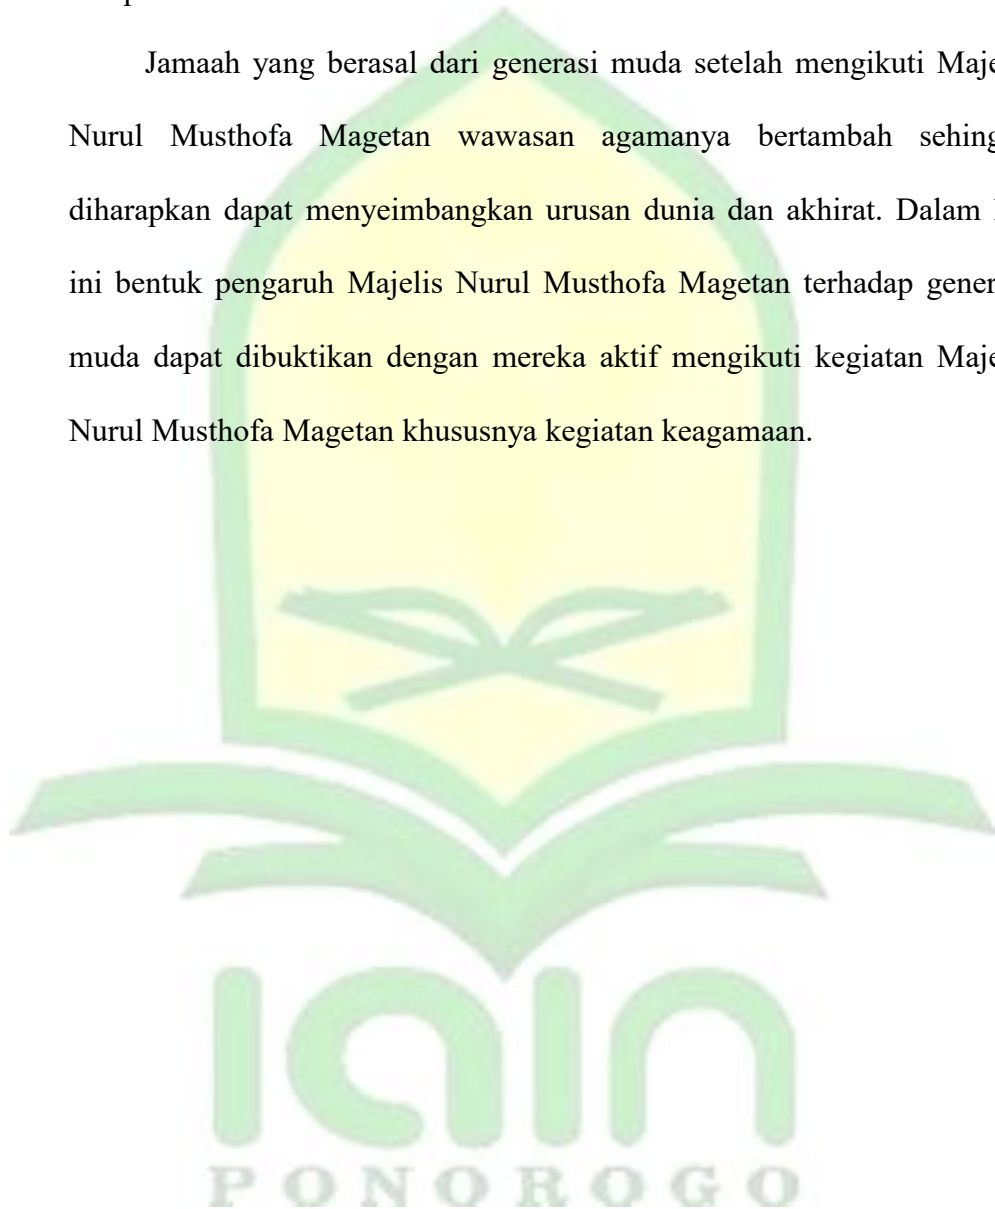 Jamaah yang berasal dari generasi muda setelah mengikuti Maje
Nurul Musthofa Magetan wawasan agamanya bertambah sehing
diharapkan dapat menyeimbangkan urusan dunia dan akhirat. Dalam
ini bentuk pengaruh Majelis Nurul Musthofa Magetan terhadap gener
muda dapat dibuktikan dengan mereka aktif mengikuti kegiatan Maje
Nurul Musthofa Magetan khususnya kegiatan keagamaan.
iain
PONOROGO